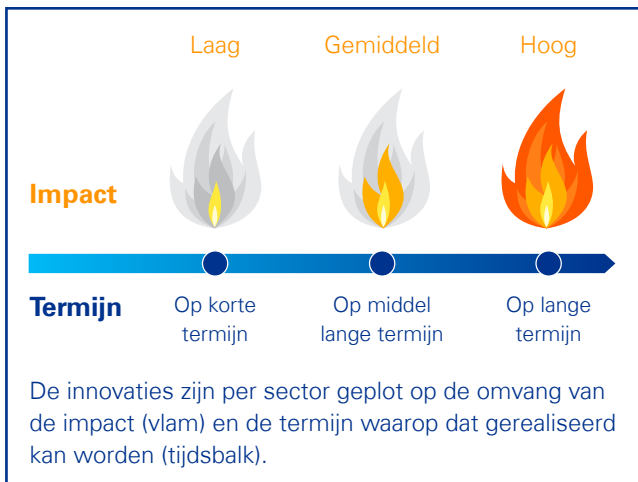 Laag Gemiddeld Hoog
Impact
Termijn
Op korte
termijn
Op middel
lange termijn
Op lange
termijn
De innovaties zijn per sector geplot op de omvang van
de impact (vlam) en de termijn waarop dat gerealiseerd
kan worden (tijdsbalk).